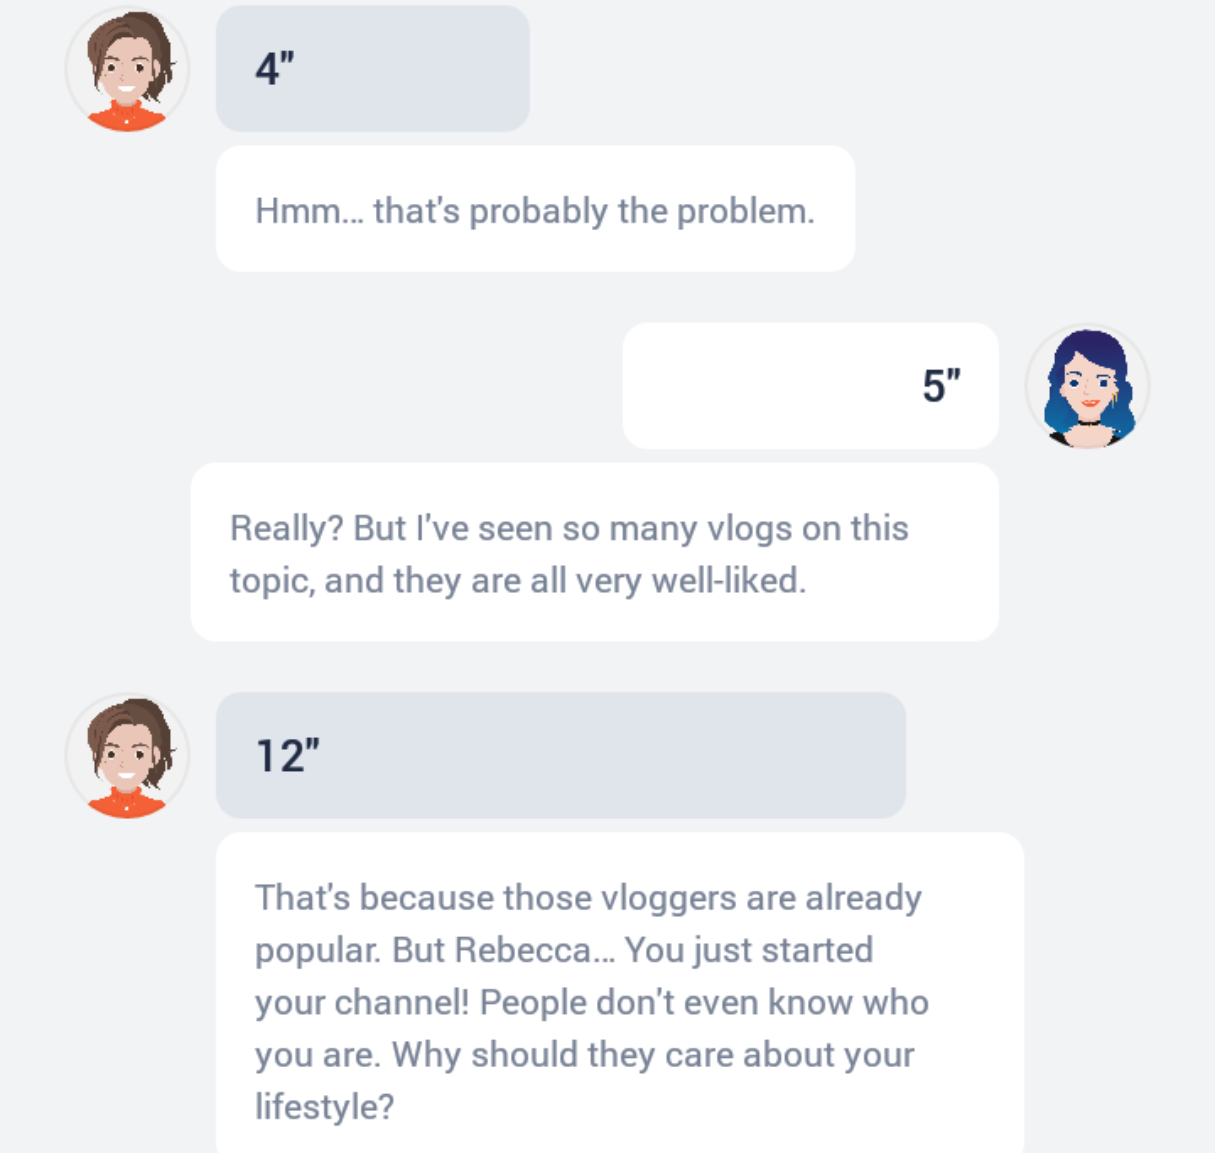 4"
Hmm... that's probably the problem.
5"
Really? But I've seen so many vlogs on this
topic, and they are all very well-liked.
12"
That's because those vloggers are already
popular. But Rebecca... You just started
your channel! People don't even know who
you are. Why should they care about your
lifestyle?